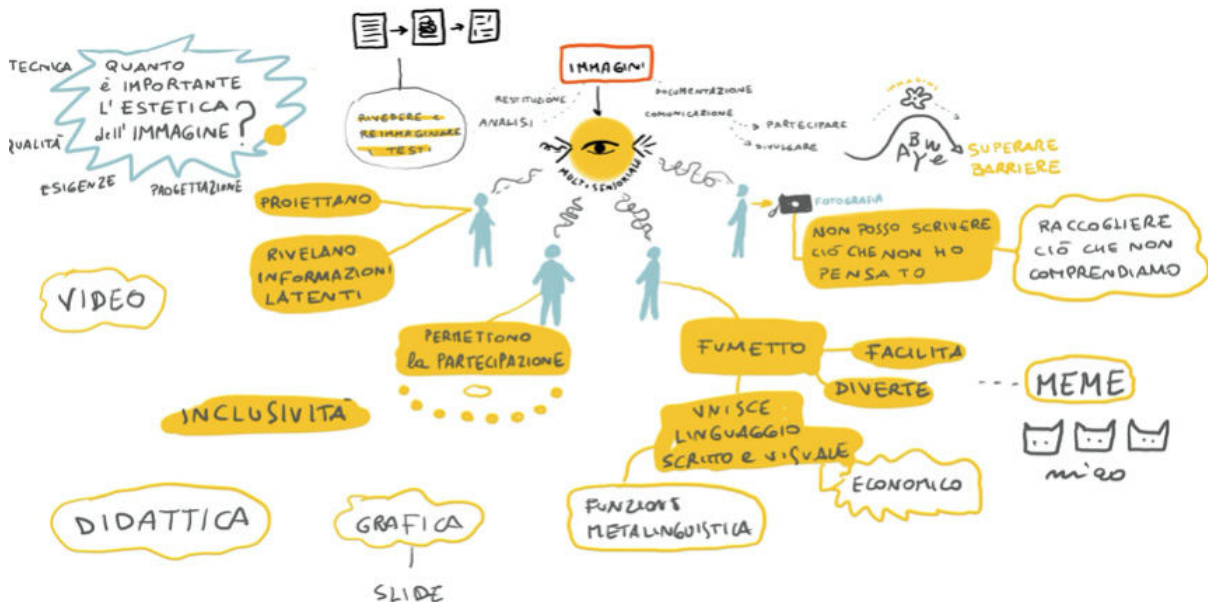 TECNICA
QUANTO
è IMPORTANTE
L'ESTETICA
dell'IMMAGINE?
QUALITÀ
ESIGENZE
PROGETTAZIONE
RIVEDERE e
REIMMAGINARE
I TESTI
IMMAGINI
RESTITUZIONE
ANALISI
DOCUMENTAZIONE
COMUNICAZIONE
PARTECIPARE
DIVULGARE
MULTI-SENSORIALE
IMMAGINI
SUPERARE
BARRIERE
PROIETTANO
RIVELANO
INFORMAZIONI
LATENTI
FOTOGRAFIA
NON POSSO SCRIVERE
CIÒ CHE NON HO
PENSATO
RACCOGLIERE
CIÒ CHE NON
COMPRENDIAMO
VIDEO
PERMETTONO
la PARTECIPAZIONE
FUMETTO
FACILITA
DIVERTE
MEME
INCLUSIVITÀ
UNISCE
LINGUAGGIO
SCRITTO e VISUALE
ECONOMICO
FUNZIONE
METALINGUISTICA
DIDATTICA
GRAFICA
SLIDE